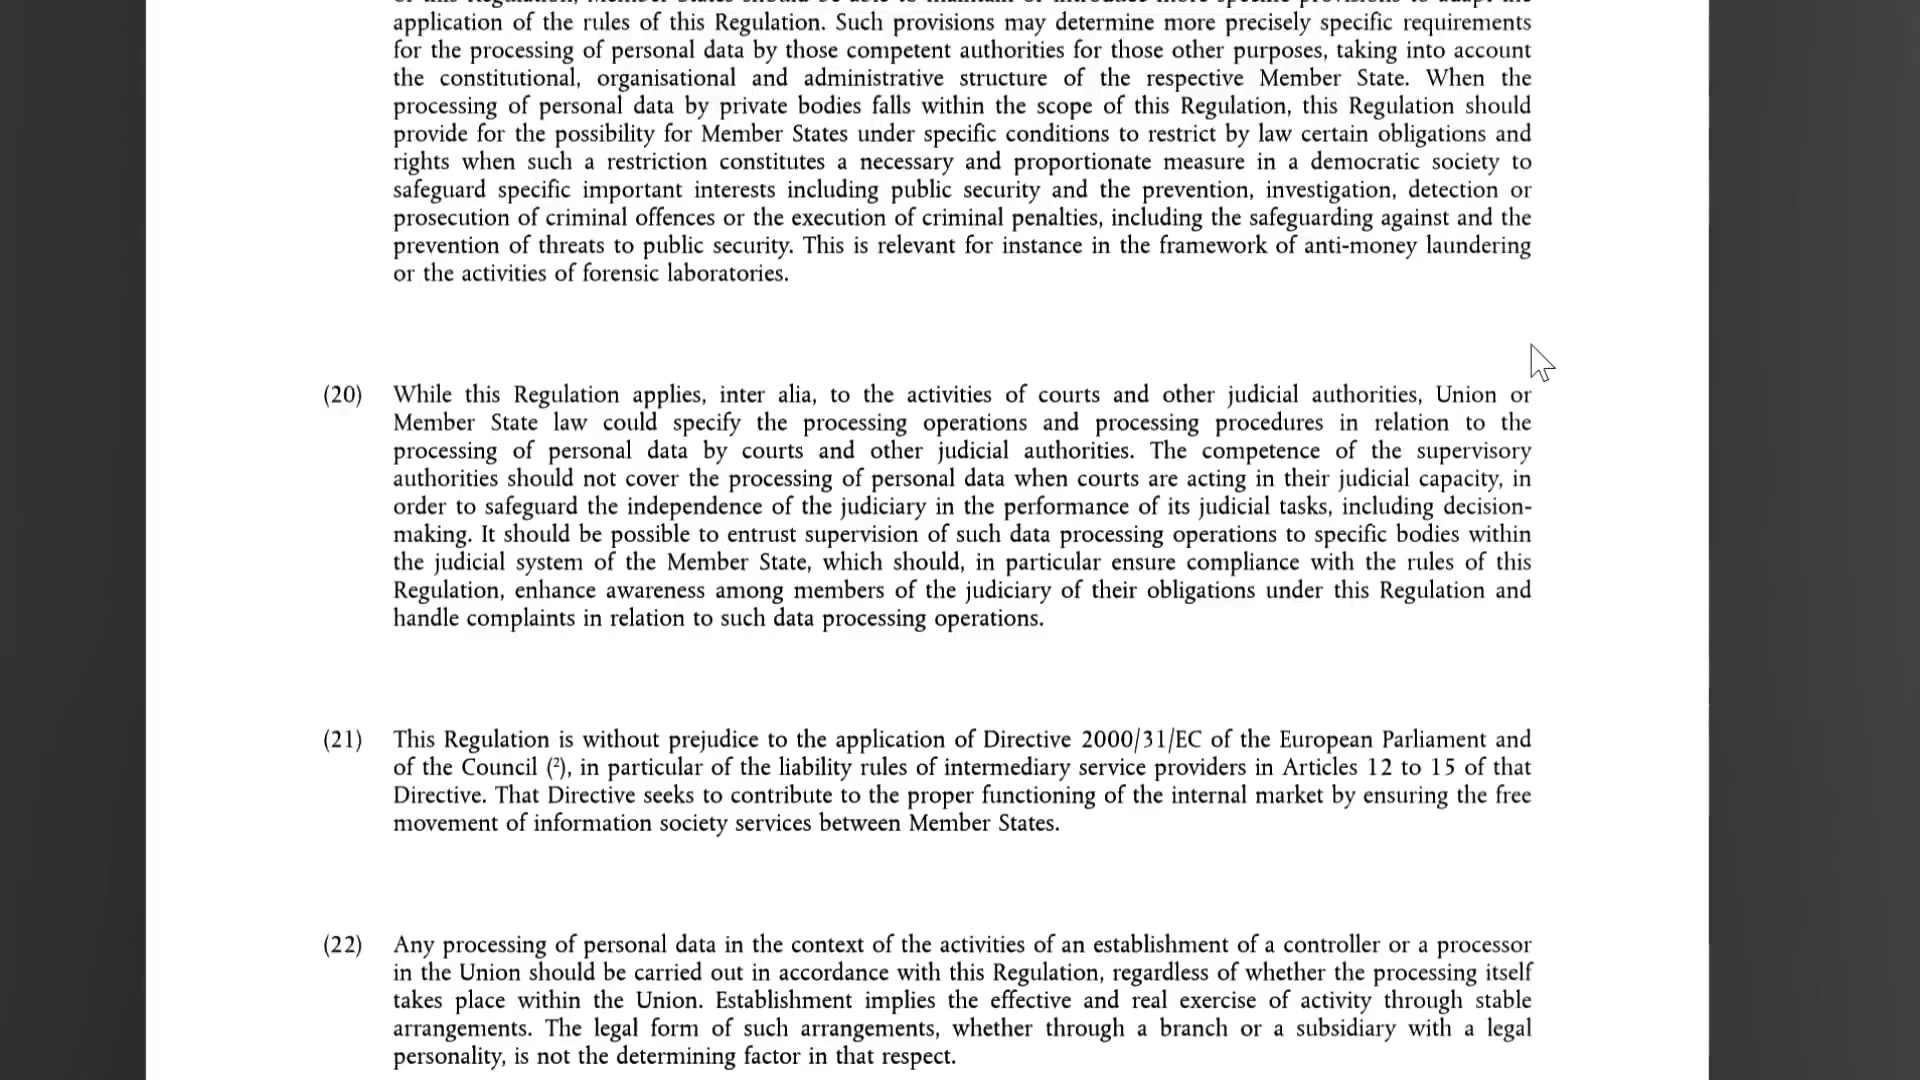 application of the rules of this Regulation. Such provisions may determine more precisely specific requirements
for the processing of personal data by those competent authorities for those other purposes, taking into account
the constitutional, organisational and administrative structure of the respective Member State. When the
processing of personal data by private bodies falls within the scope of this Regulation, this Regulation should
provide for the possibility for Member States under specific conditions to restrict by law certain obligations and
rights when such a restriction constitutes a necessary and proportionate measure in a democratic society to
safeguard specific important interests including public security and the prevention, investigation, detection or
prosecution of criminal offences or the execution of criminal penalties, including the safeguarding against and the
prevention of threats to public security. This is relevant for instance in the framework of anti-money laundering
or the activities of forensic laboratories.
(20) While this Regulation applies, inter alia, to the activities of courts and other judicial authorities, Union or
Member State law could specify the processing operations and processing procedures in relation to the
processing of personal data by courts and other judicial authorities. The competence of the supervisory
authorities should not cover the processing of personal data when courts are acting in their judicial capacity, in
order to safeguard the independence of the judiciary in the performance of its judicial tasks, including decision-
making. It should be possible to entrust supervision of such data processing operations to specific bodies within
the judicial system of the Member State, which should, in particular ensure compliance with the rules of this
Regulation, enhance awareness among members of the judiciary of their obligations under this Regulation and
handle complaints in relation to such data processing operations.
(21) This Regulation is without prejudice to the application of Directive 2000/31/EC of the European Parliament and
of the Council (²), in particular of the liability rules of intermediary service providers in Articles 12 to 15 of that
Directive. That Directive seeks to contribute to the proper functioning of the internal market by ensuring the free
movement of information society services between Member States.
(22) Any processing of personal data in the context of the activities of an establishment of a controller or a processor
in the Union should be carried out in accordance with this Regulation, regardless of whether the processing itself
takes place within the Union. Establishment implies the effective and real exercise of activity through stable
arrangements. The legal form of such arrangements, whether through a branch or a subsidiary with a legal
personality, is not the determining factor in that respect.